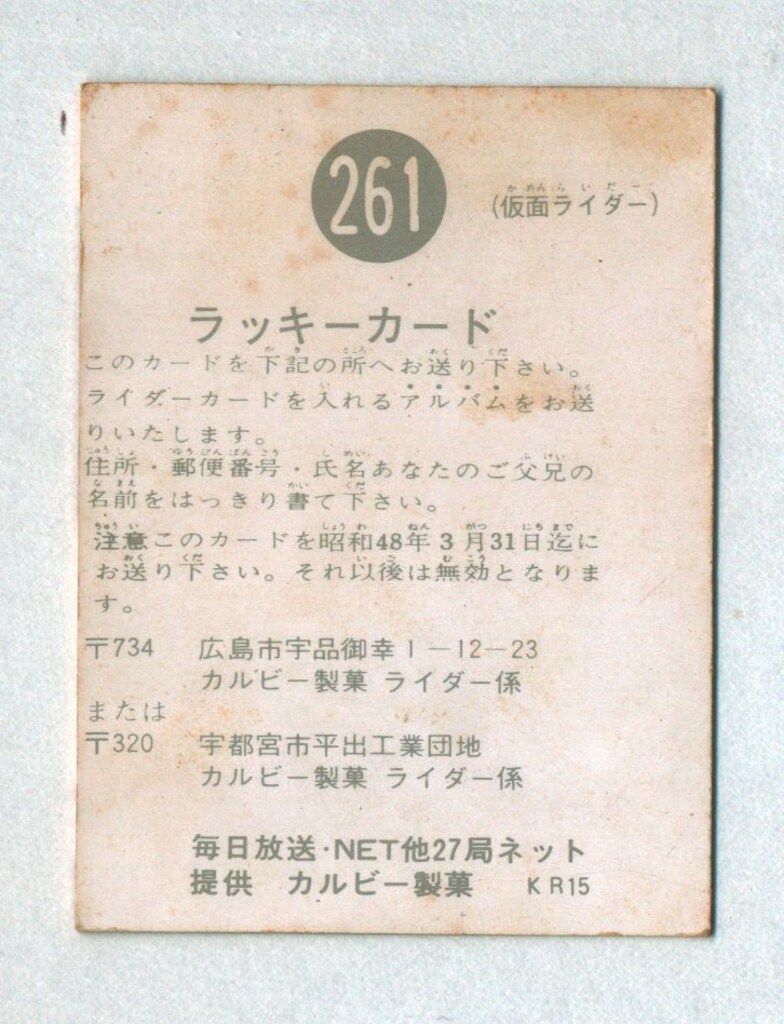 261
(仮面ライダー)
ラッキーカード
このカードを下記の所へお送り下さい。
ライダーカードを入れるアルバムをお送
りいたします。
住所・郵便番号・氏名あなたのご父兄の
名前をはっきり書て下さい。
注意このカードを昭和48年3月31日迄に
お送り下さい。それ以後は無効となりま
す。
〒734 広島市宇品御幸1-12-23
カルビー製菓 ライダー係
または
〒320 宇都宮市平出工業団地
カルビー製菓 ライダー係
毎日放送・NET他27局ネット
提供 カルビー製菓 KR15